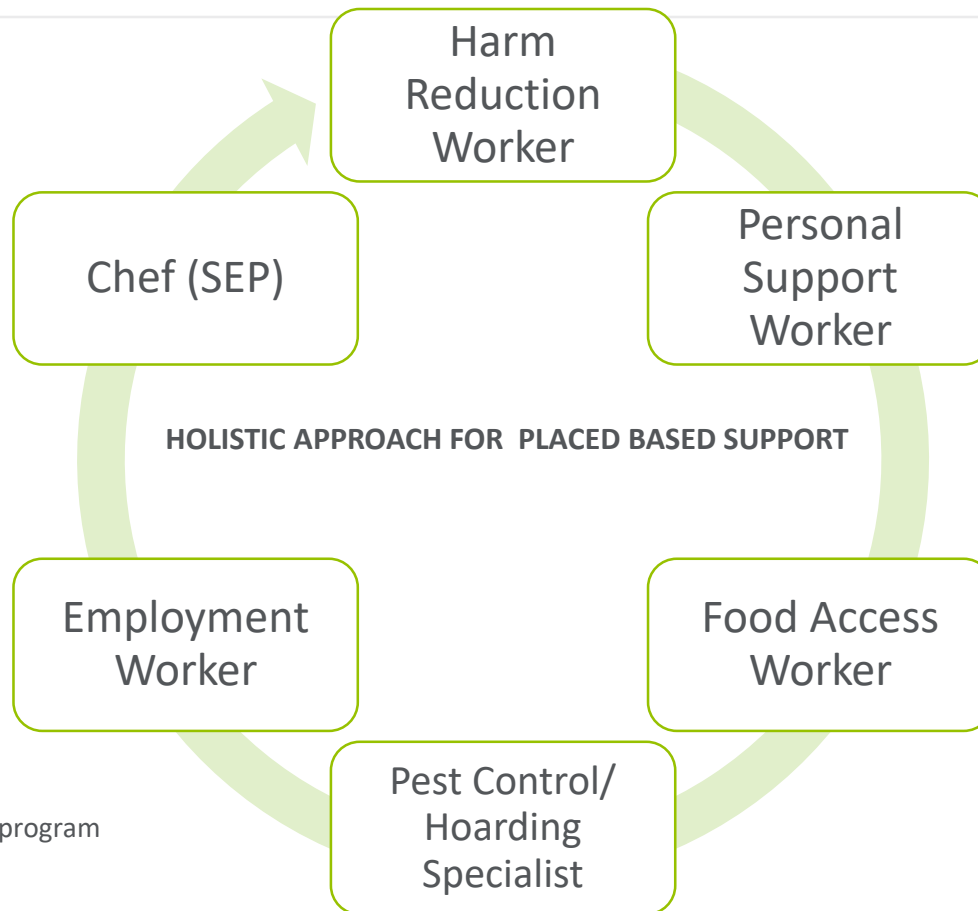 Harm
Reduction
Worker
Personal
Support
Worker
Chef (SEP)
HOLISTIC APPROACH FOR PLACED BASED SUPPORT
Employment
Worker
Food Access
Worker
Pest Control/
Hoarding
Specialist
program